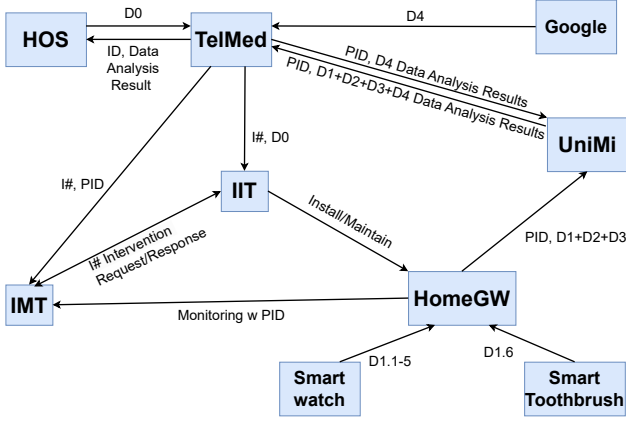 D0
D4
HOS
TelMed
Google
ID, Data
Analysis
Result
PID, D4 Data Analysis Results
PID, D1+D2+D3+D4 Data Analysis Results
UniMi
I#, D0
I#, PID
IIT
Install/Maintain
I# Intervention
Request/Response
PID, D1+D2+D3
IMT
HomeGW
Monitoring w PID
D1.1-5
D1.6
Smart
watch
Smart
Toothbrush